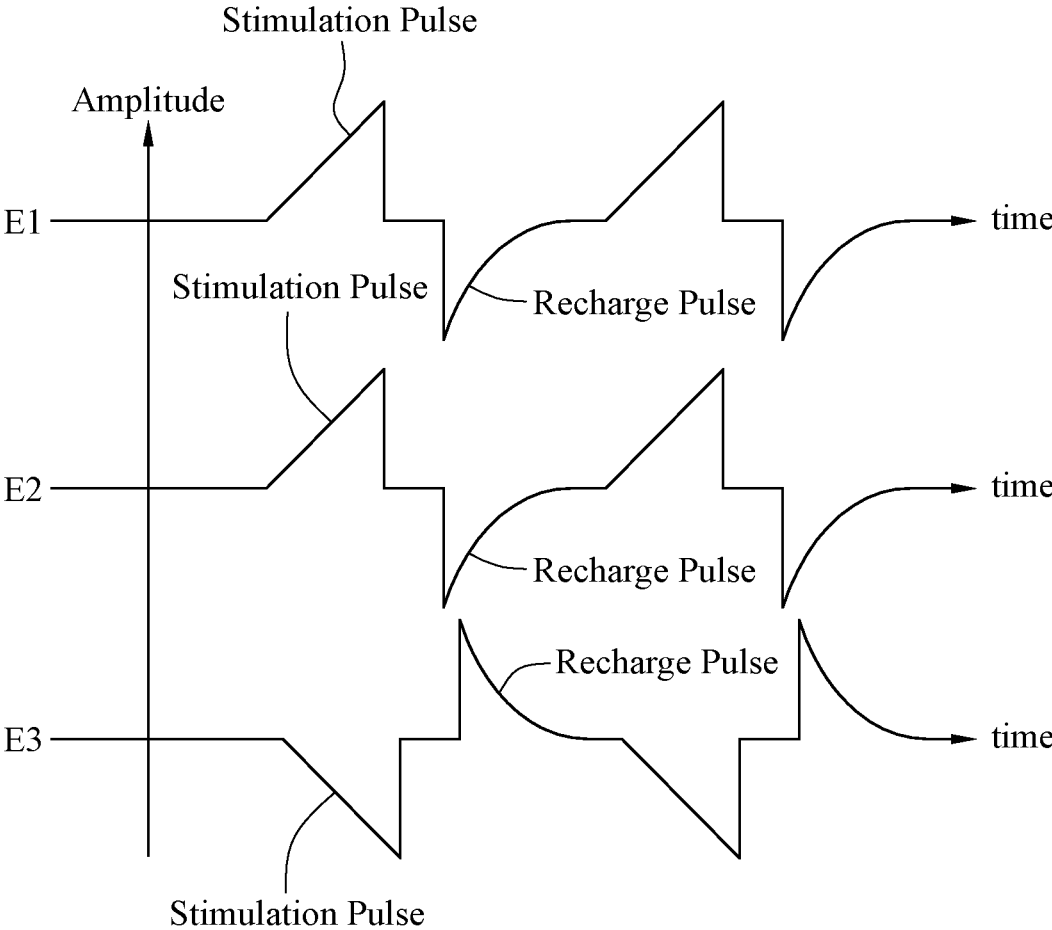 Stimulation Pulse
Amplitude
E1
time
Stimulation Pulse
Recharge Pulse
E2
time
Recharge Pulse
Recharge Pulse
E3
time
Stimulation Pulse